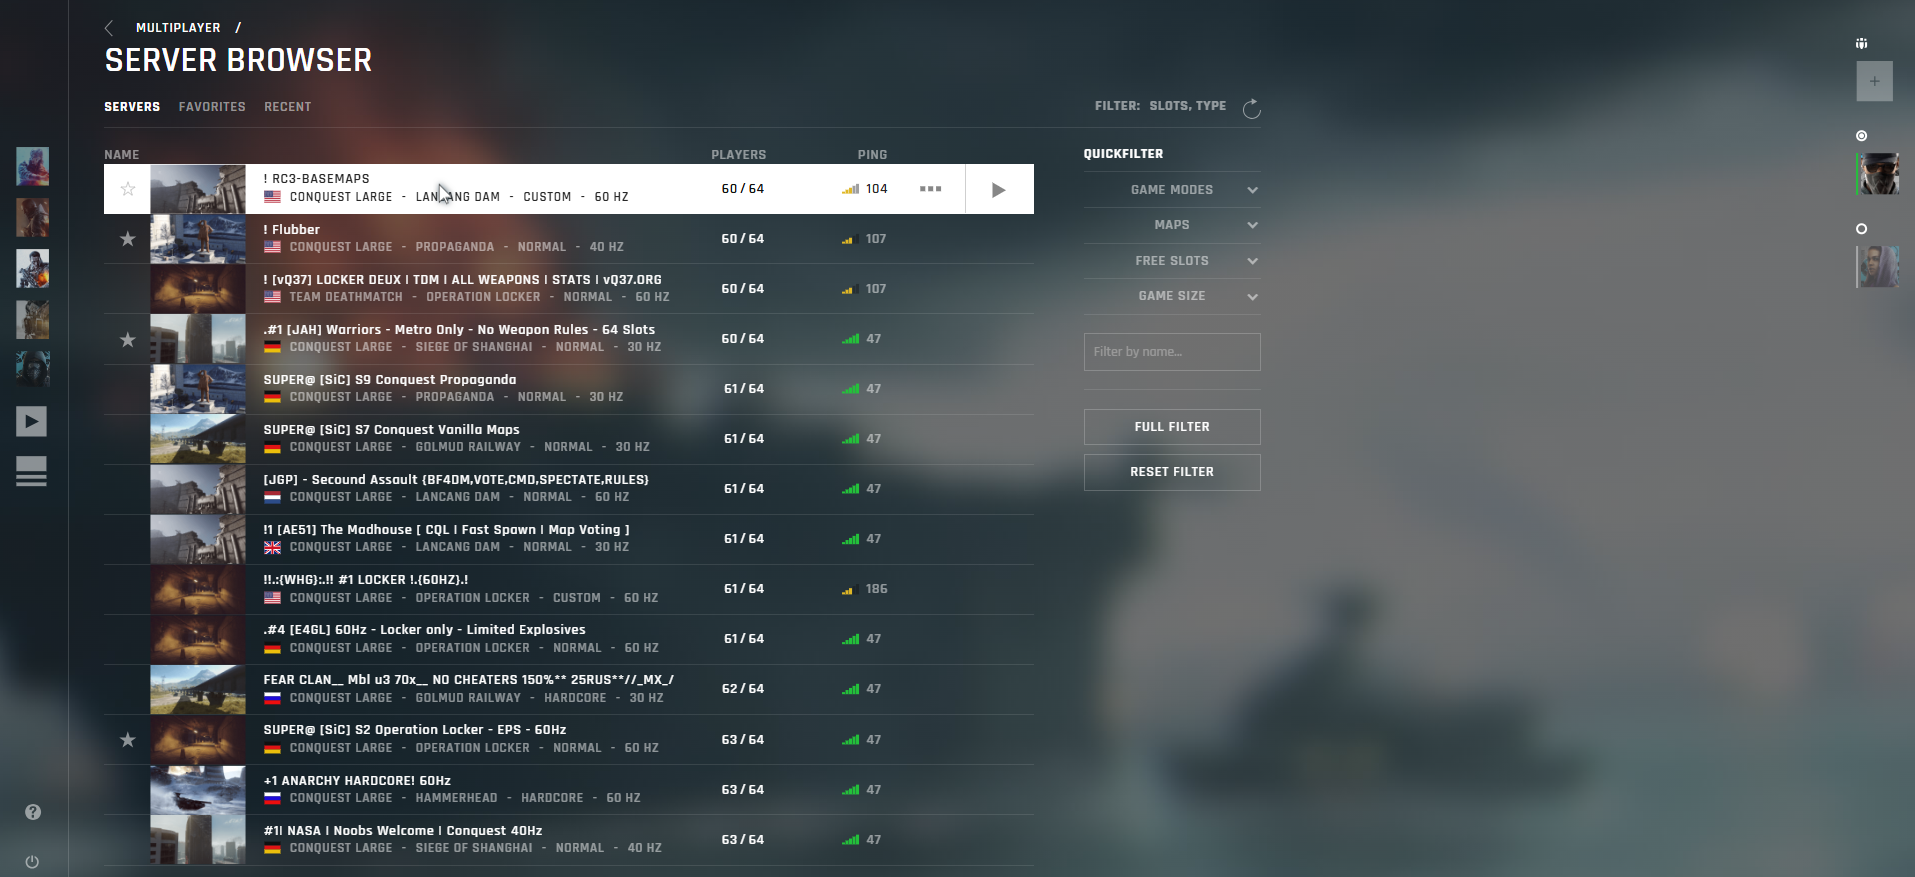 MULTIPLAYER /
SERVER BROWSER
SERVERS FAVORITES RECENT
FILTER: SLOTS, TYPE
NAME PLAYERS PING
! RC3-BASEMAPS
CONQUEST LARGE - LANCANG DAM - CUSTOM - 60 HZ
60 / 64 104
! Flubber
CONQUEST LARGE - PROPAGANDA - NORMAL - 40 HZ
60 / 64 107
! [vQ37] LOCKER DEUX | TDM | ALL WEAPONS | STATS | vQ37.ORG
TEAM DEATHMATCH - OPERATION LOCKER - NORMAL - 60 HZ
60 / 64 107
.#1 [JAH] Warriors - Metro Only - No Weapon Rules - 64 Slots
CONQUEST LARGE - SIEGE OF SHANGHAI - NORMAL - 30 HZ
60 / 64 47
SUPER@ [SiC] S9 Conquest Propaganda
CONQUEST LARGE - PROPAGANDA - NORMAL - 30 HZ
61 / 64 47
SUPER@ [SiC] S7 Conquest Vanilla Maps
CONQUEST LARGE - GOLMUD RAILWAY - NORMAL - 30 HZ
61 / 64 47
[JGP] - Secound Assault {BF4DM,VOTE,CMD,SPECTATE,RULES}
CONQUEST LARGE - LANCANG DAM - NORMAL - 60 HZ
61 / 64 47
!1 [AE51] The Madhouse [ CQL | Fast Spawn | Map Voting ]
CONQUEST LARGE - LANCANG DAM - NORMAL - 30 HZ
61 / 64 47
!!.:{WHG}:.!! #1 LOCKER !.{60HZ}.!
CONQUEST LARGE - OPERATION LOCKER - CUSTOM - 60 HZ
61 / 64 186
.#4 [E4GL] 60Hz - Locker only - Limited Explosives
CONQUEST LARGE - OPERATION LOCKER - NORMAL - 60 HZ
61 / 64 47
FEAR CLAN__ Mbl u3 70x__ NO CHEATERS 150%** 25RUS**//_MX_/
CONQUEST LARGE - GOLMUD RAILWAY - HARDCORE - 30 HZ
62 / 64 47
SUPER@ [SiC] S2 Operation Locker - EPS - 60Hz
CONQUEST LARGE - OPERATION LOCKER - NORMAL - 60 HZ
63 / 64 47
+1 ANARCHY HARDCORE! 60Hz
CONQUEST LARGE - HAMMERHEAD - HARDCORE - 60 HZ
63 / 64 47
#1| NASA | Noobs Welcome | Conquest 40Hz
CONQUEST LARGE - SIEGE OF SHANGHAI - NORMAL - 40 HZ
63 / 64 47
QUICKFILTER
GAME MODES
MAPS
FREE SLOTS
GAME SIZE
Filter by name...
FULL FILTER
RESET FILTER